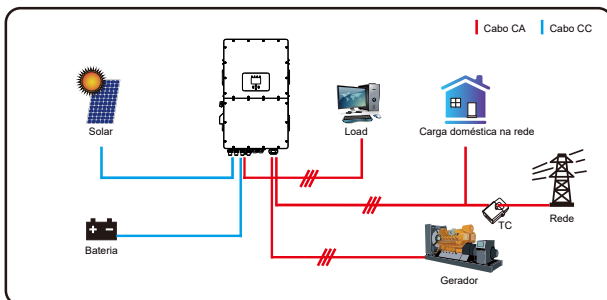 Cabo CA
Cabo CC
Solar
Load
Carga doméstica na rede
TC
Rede
Bateria
Gerador